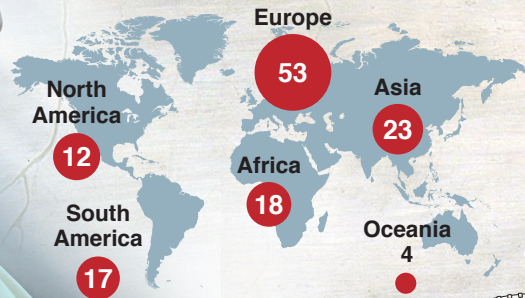 Europe
53
North
America
12
Asia
23
Africa
18
South
America
17
Oceania
4